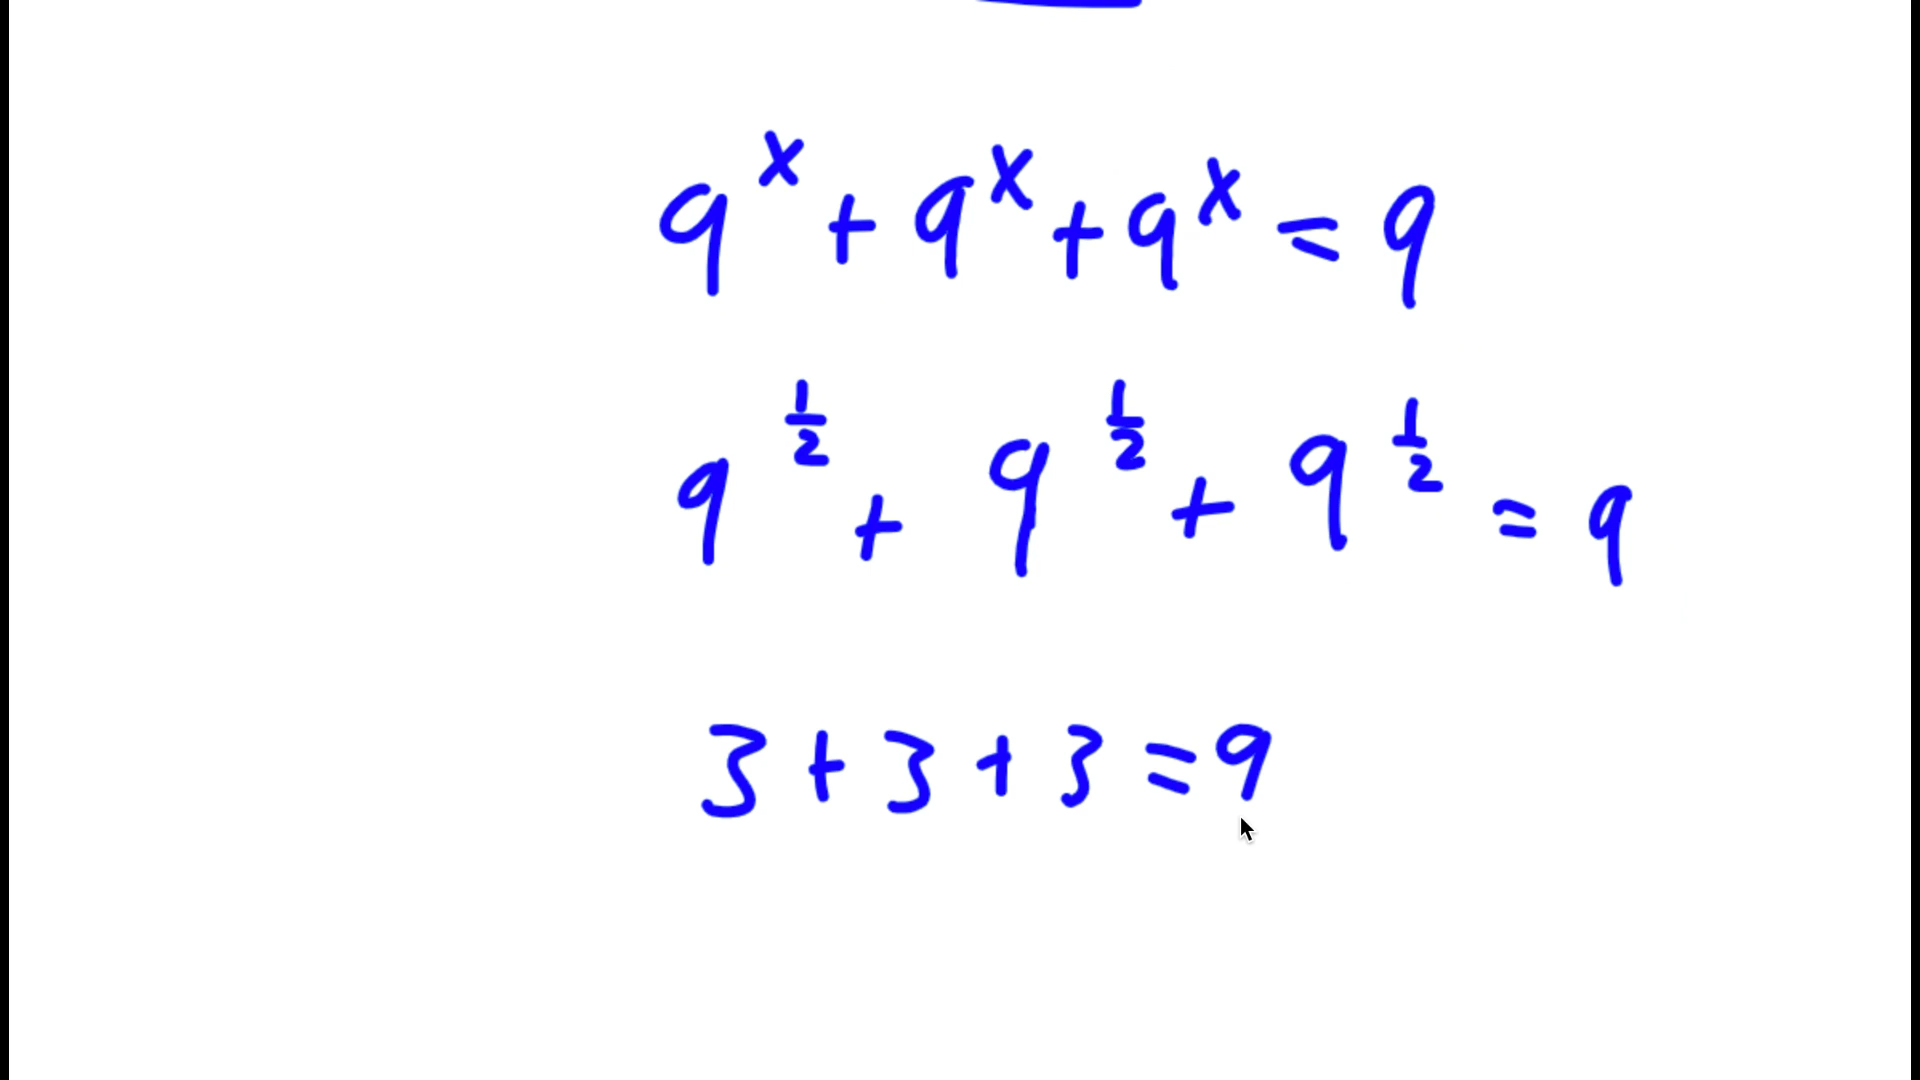 9^x + 9^x + 9^x = 9
9^½ + 9^½ + 9^½ = 9
3 + 3 + 3 = 9